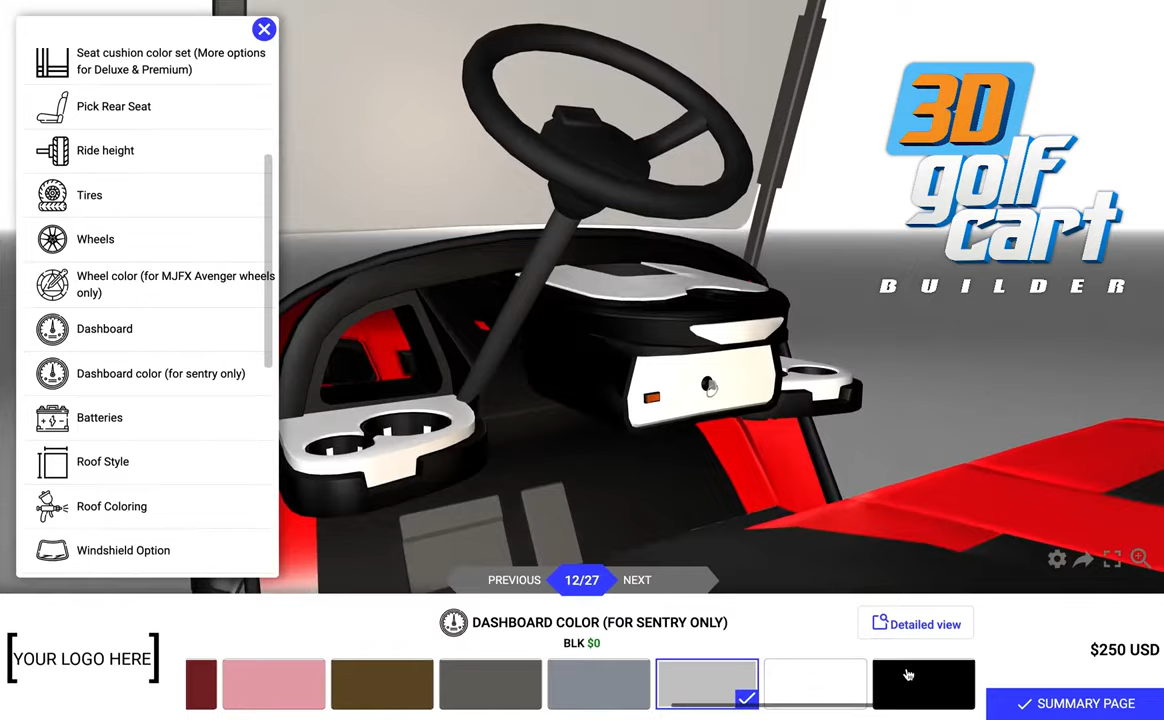 Seat cushion color set (More options
for Deluxe & Premium)
Pick Rear Seat
Ride height
Tires
Wheels
Wheel color (for MJFX Avenger wheels
only)
Dashboard
Dashboard color (for sentry only)
Batteries
Roof Style
Roof Coloring
Windshield Option
3D
golf
cart
BUILDER
PREVIOUS 12/27 NEXT
DASHBOARD COLOR (FOR SENTRY ONLY)
BLK $0
Detailed view
[YOUR LOGO HERE]
$250 USD
SUMMARY PAGE